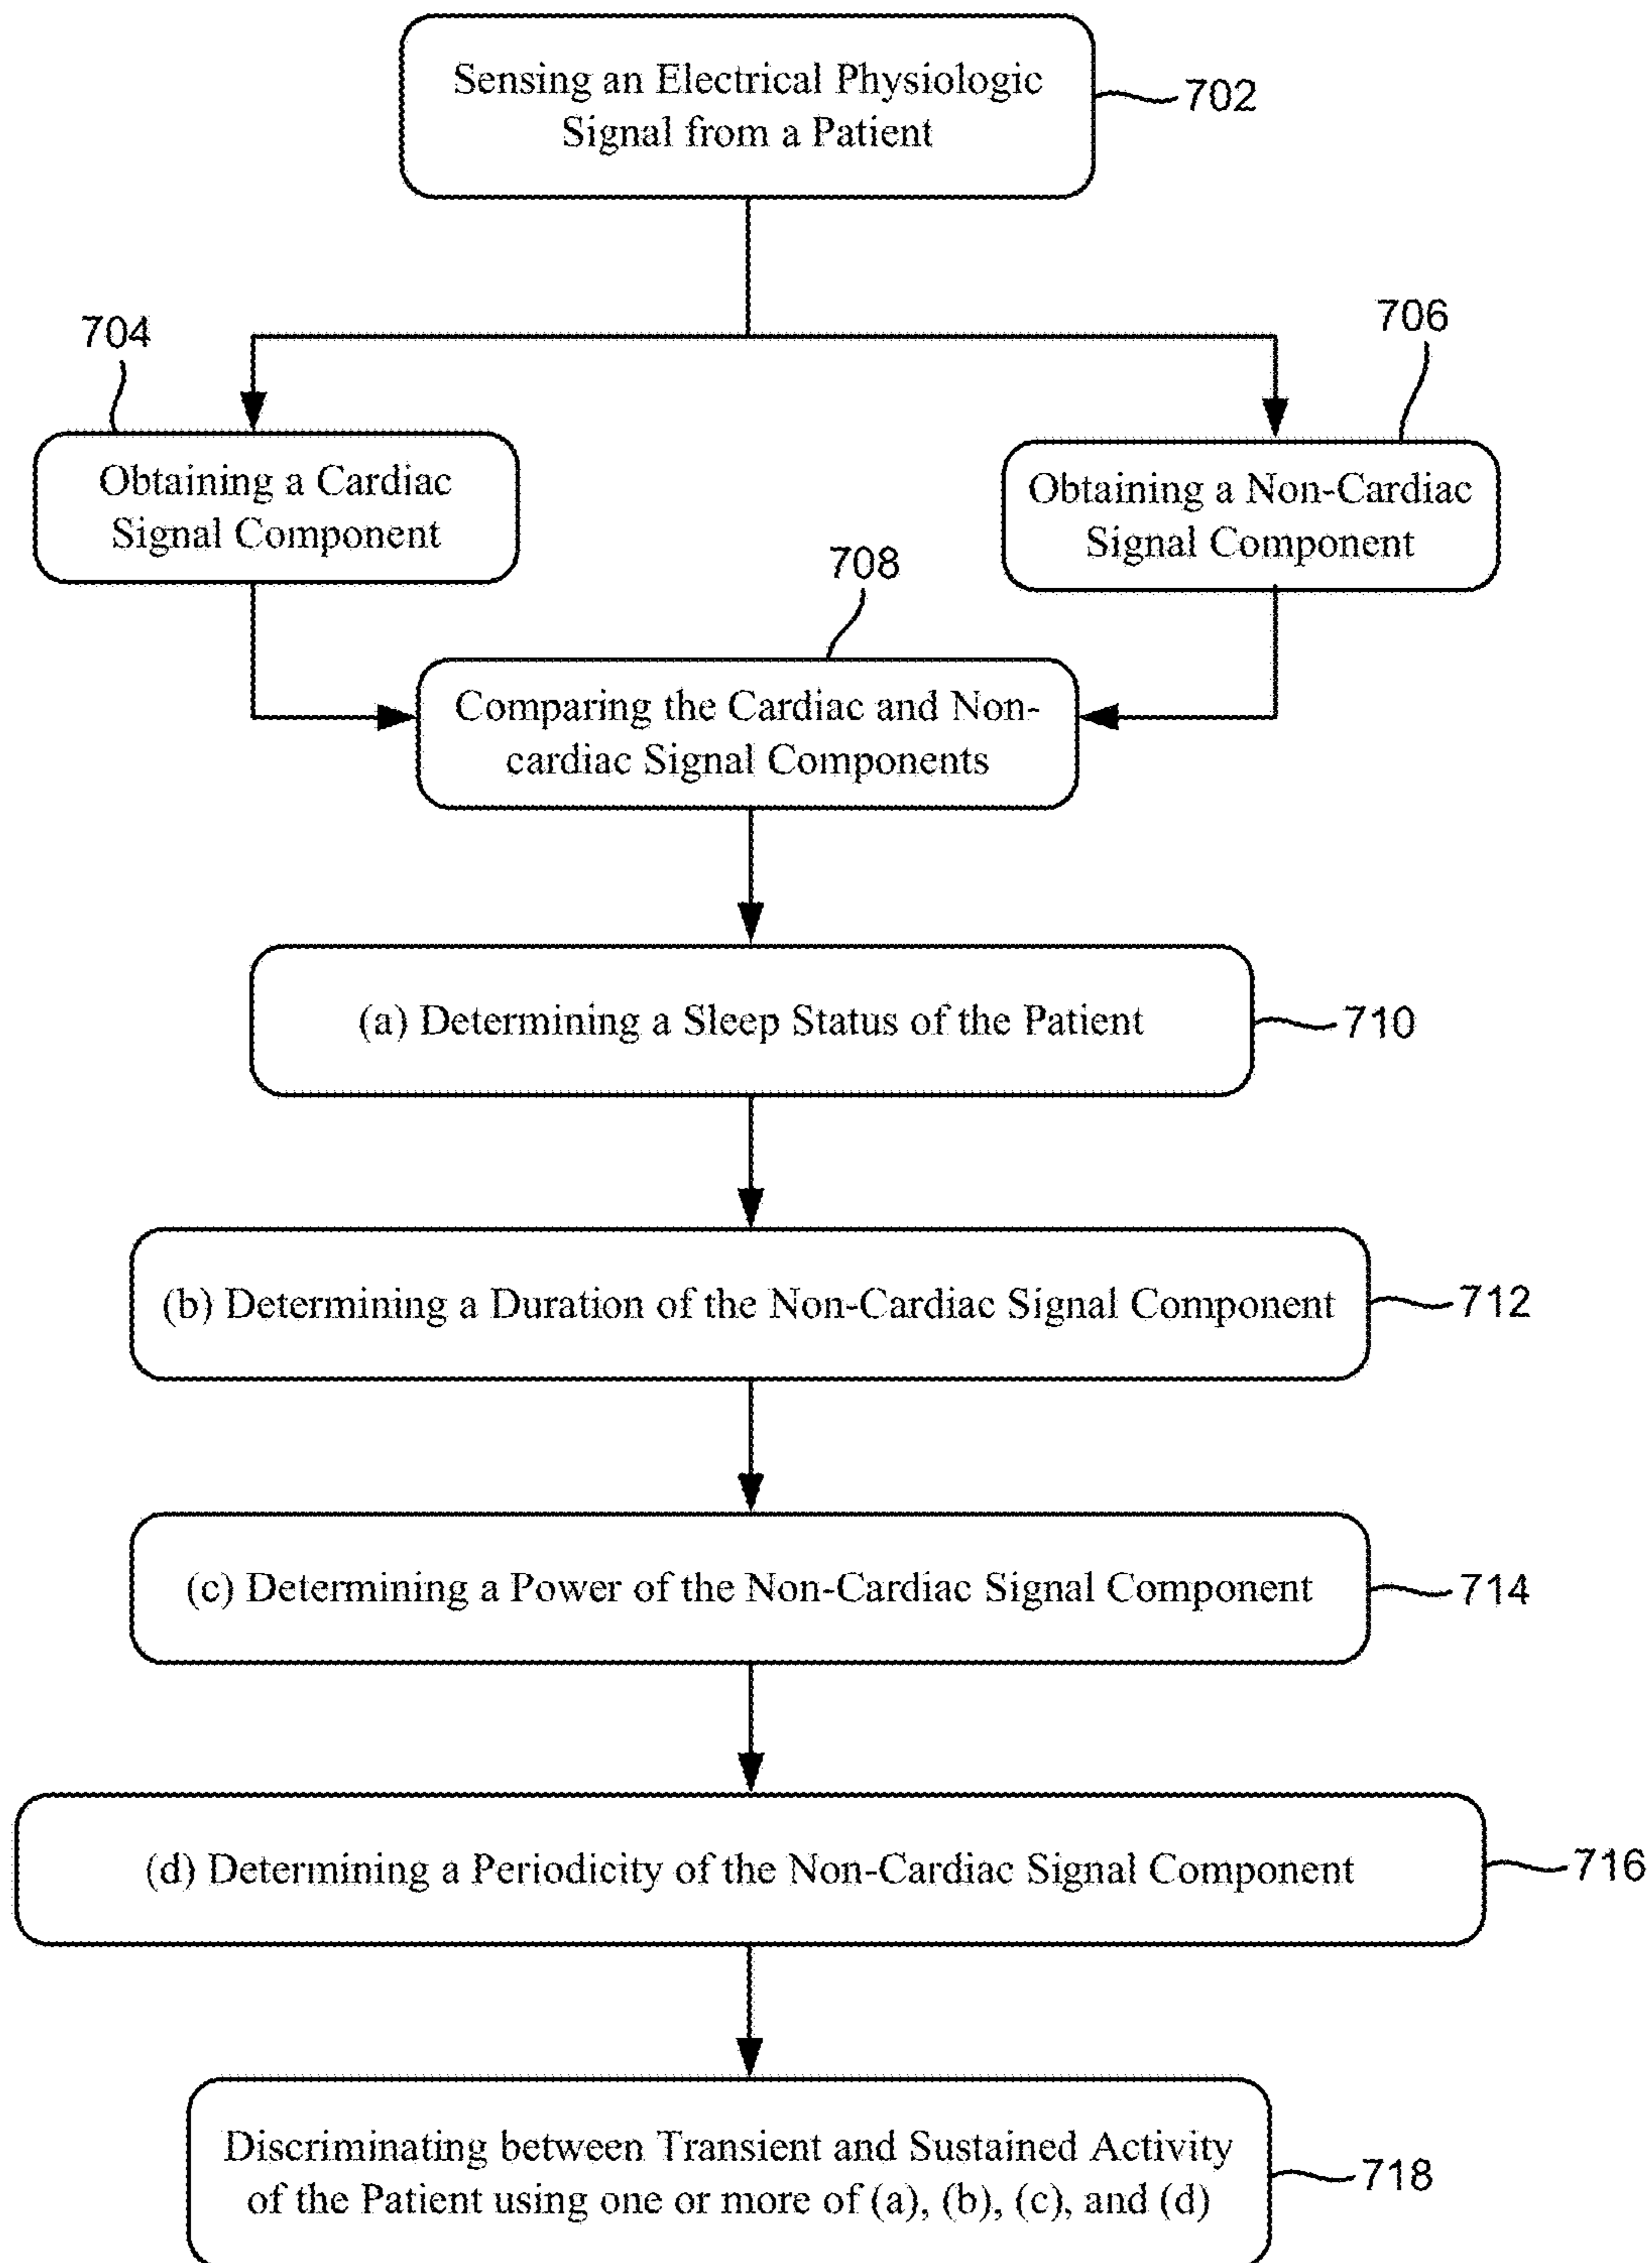 Sensing an Electrical Physiologic
Signal from a Patient
702
704
706
Obtaining a Cardiac
Signal Component
Obtaining a Non-Cardiac
Signal Component
708
Comparing the Cardiac and Non-
cardiac Signal Components
(a) Determining a Sleep Status of the Patient
710
(b) Determining a Duration of the Non-Cardiac Signal Component
712
(c) Determining a Power of the Non-Cardiac Signal Component
714
(d) Determining a Periodicity of the Non-Cardiac Signal Component
716
Discriminating between Transient and Sustained Activity
of the Patient using one or more of (a), (b), (c), and (d)
718